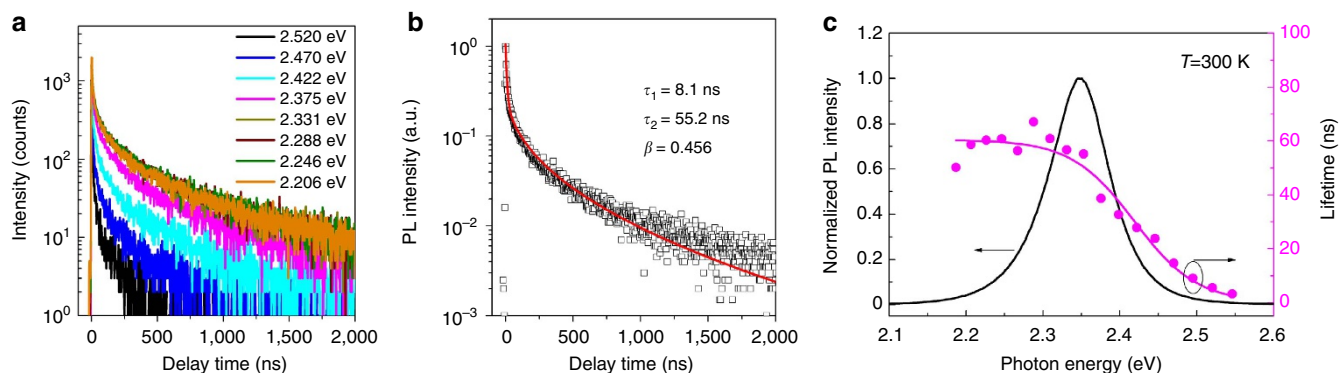 a
Intensity (counts)
10³
10²
10¹
10⁰
2.520 eV
2.470 eV
2.422 eV
2.375 eV
2.331 eV
2.288 eV
2.246 eV
2.206 eV
0 500 1,000 1,500 2,000
Delay time (ns)
b
PL intensity (a.u.)
10⁰
10⁻¹
10⁻²
10⁻³
τ₁ = 8.1 ns
τ₂ = 55.2 ns
β = 0.456
0 500 1,000 1,500 2,000
Delay time (ns)
c
Normalized PL intensity
1.2
1.0
0.8
0.6
0.4
0.2
0
T=300 K
100
80
60
40
20
0
Lifetime (ns)
2.1 2.2 2.3 2.4 2.5 2.6
Photon energy (eV)